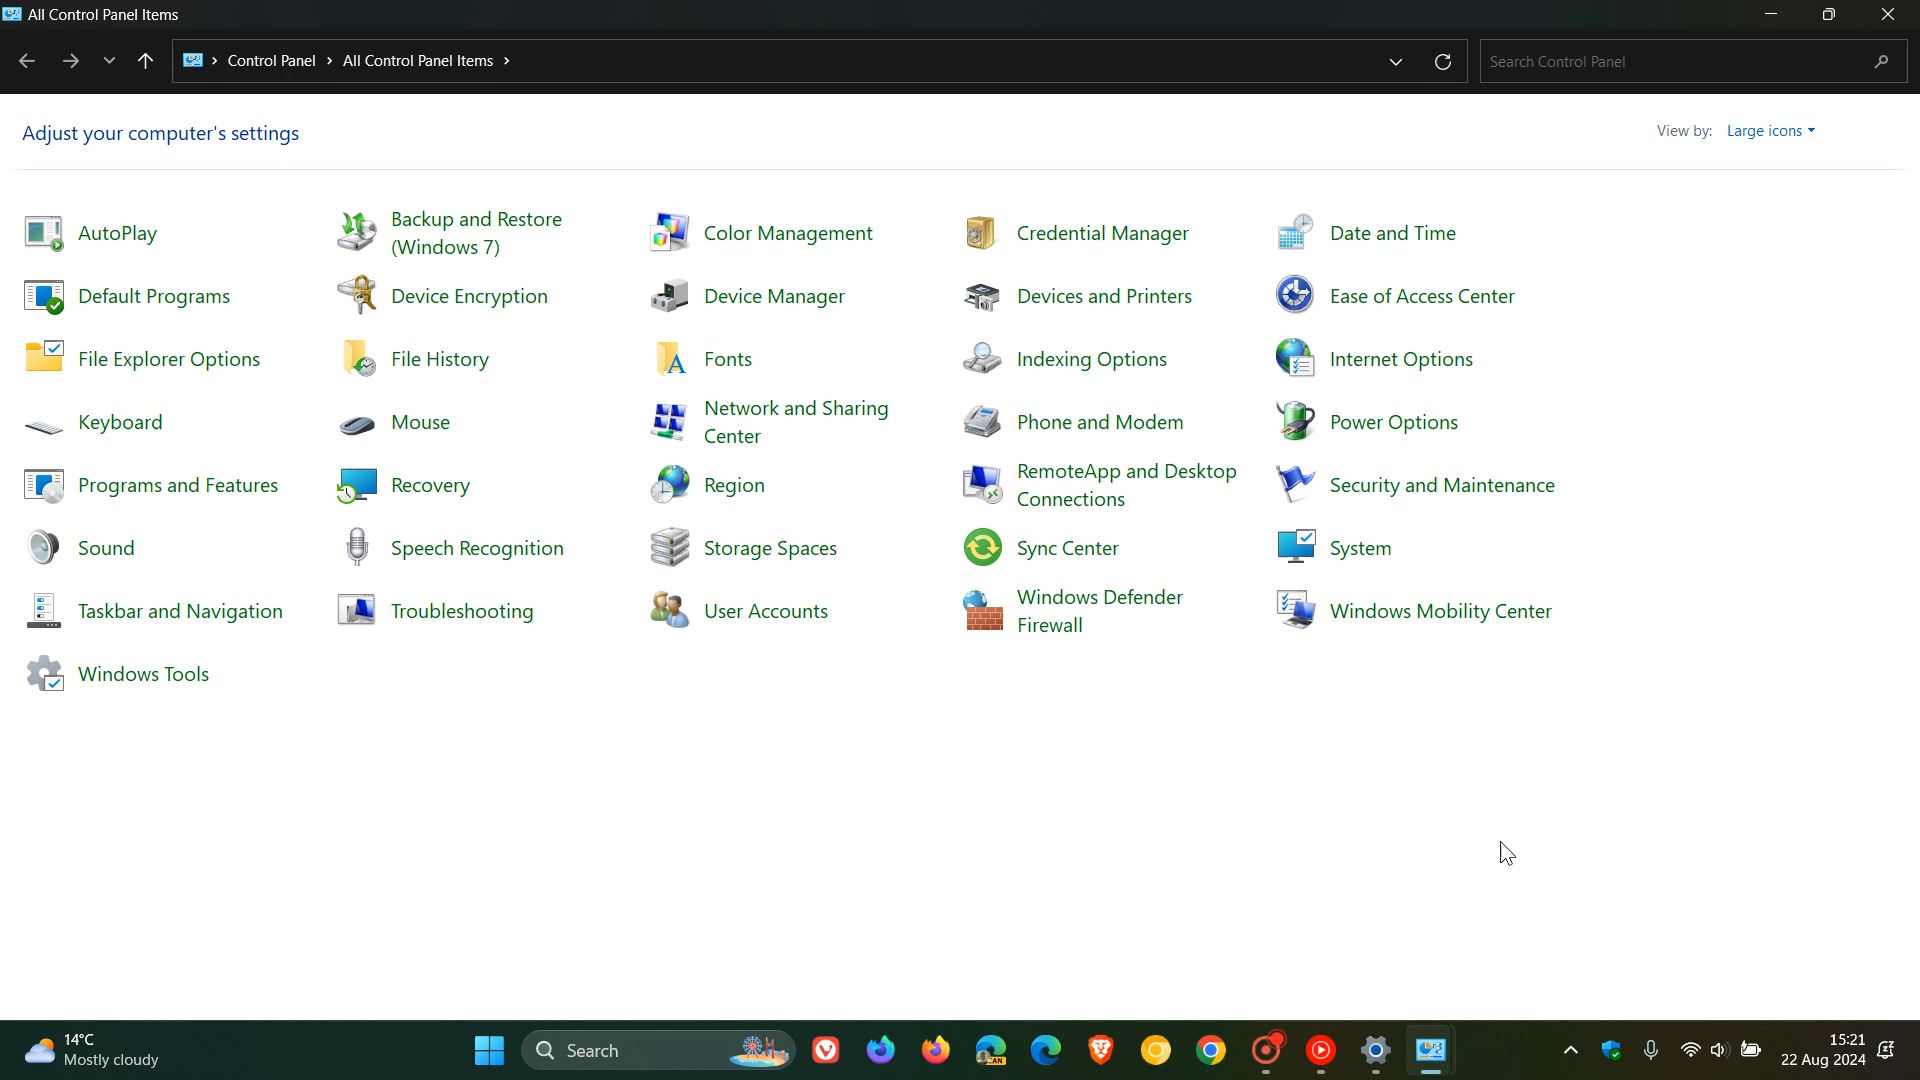 All Control Panel Items
Control Panel > All Control Panel Items >
Search Control Panel
Adjust your computer's settings
View by: Large icons
AutoPlay
Backup and Restore
(Windows 7)
Color Management
Credential Manager
Date and Time
Default Programs
Device Encryption
Device Manager
Devices and Printers
Ease of Access Center
File Explorer Options
File History
Fonts
Indexing Options
Internet Options
Keyboard
Mouse
Network and Sharing
Center
Phone and Modem
Power Options
Programs and Features
Recovery
Region
RemoteApp and Desktop
Connections
Security and Maintenance
Sound
Speech Recognition
Storage Spaces
Sync Center
System
Taskbar and Navigation
Troubleshooting
User Accounts
Windows Defender
Firewall
Windows Mobility Center
Windows Tools
14°C
Mostly cloudy
Search
CAN
15:21
22 Aug 2024